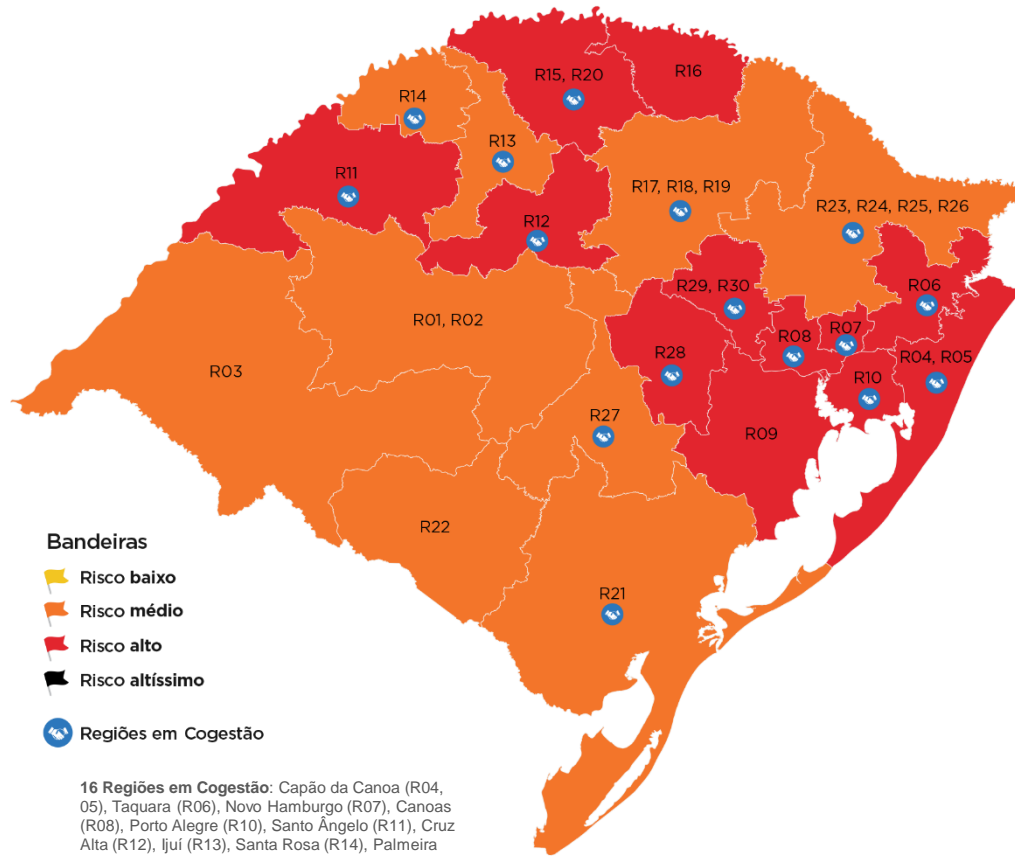 R15, R20
R16
R14
R13
R11
R17, R18, R19
R12
R23, R24, R25, R26
R29, R30
R06
R01, R02
R08
R07
R28
R04, R05
R03
R10
R27
R09
R22
R21
Bandeiras
Risco baixo
Risco médio
Risco alto
Risco altíssimo
Regiões em Cogestão
16 Regiões em Cogestão: Capão da Canoa (R04,
05), Taquara (R06), Novo Hamburgo (R07), Canoas
(R08), Porto Alegre (R10), Santo Ângelo (R11), Cruz
Alta (R12), Ijuí (R13), Santa Rosa (R14), Palmeira